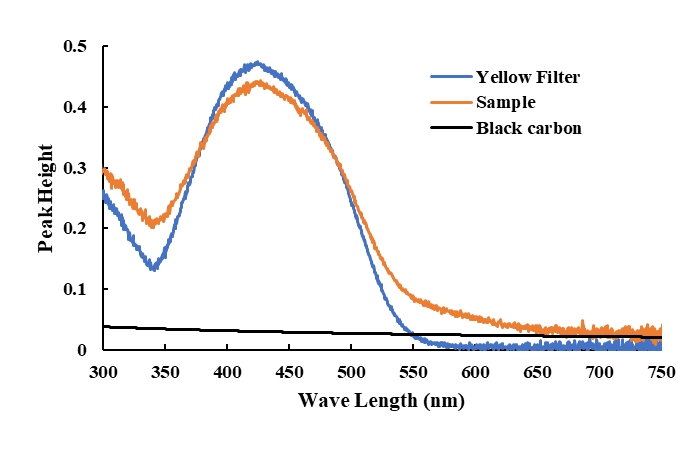 0.5
0.4
0.3
0.2
0.1
0
300 350 400 450 500 550 600 650 700 750
Peak Height
Wave Length (nm)
Yellow Filter
Sample
Black carbon